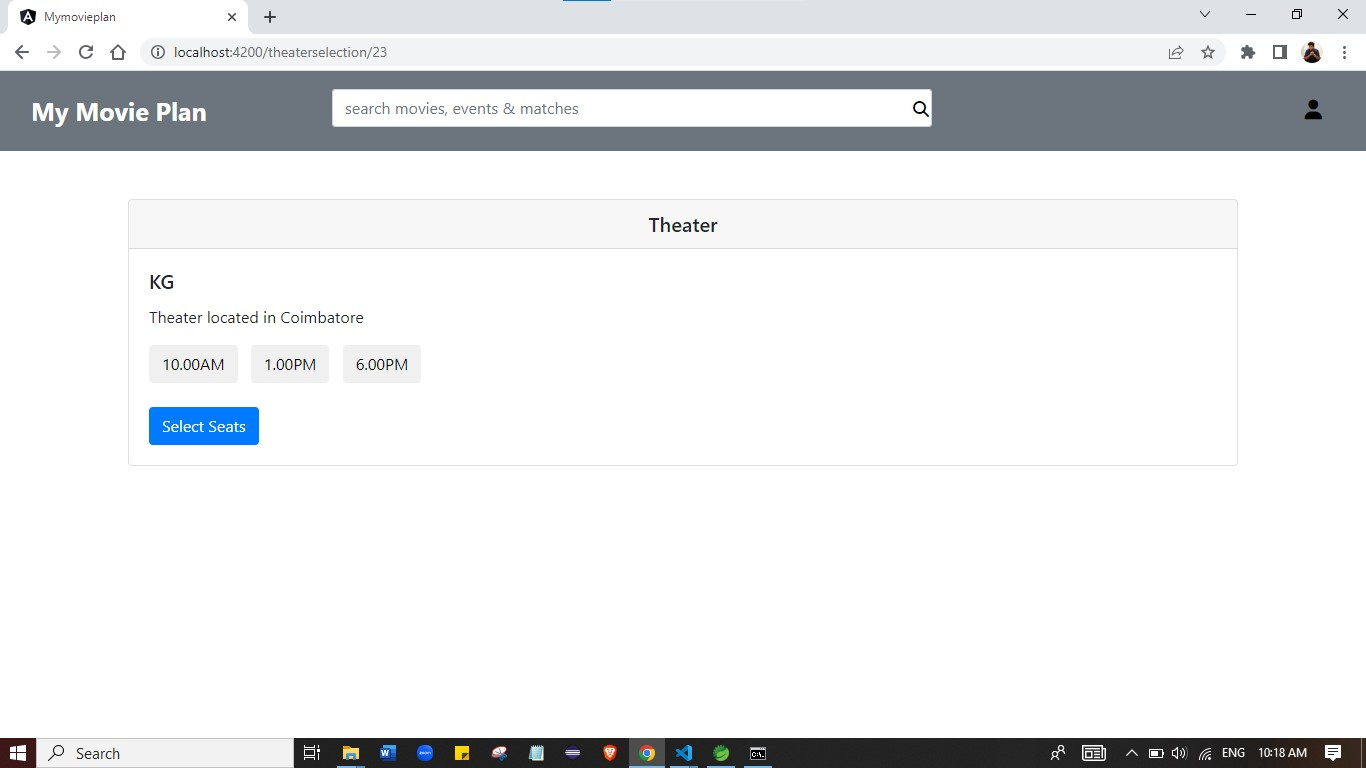 Mymovieplan
localhost:4200/theaterselection/23
My Movie Plan
search movies, events & matches
Theater
KG
Theater located in Coimbatore
10.00AM 1.00PM 6.00PM
Select Seats
Search
ENG 10:18 AM